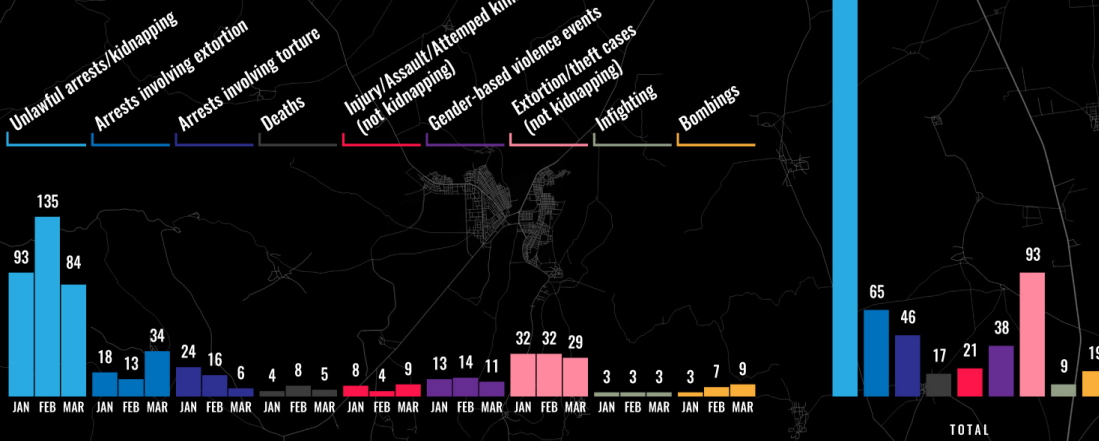 Unlawful arrests/kidnapping
Arrests involving extortion
Arrests involving torture
Deaths
Injury/Assault/Attemped
(not kidnapping)
Gender-based violence events
Extortion/theft cases
(not kidnapping)
Infighting
Bombings
93 135 84
18 13 34
24 16 6
4 8 5
8 4 9
13 14 11
32 32 29
3 3 3
3 7 9
JAN FEB MAR JAN FEB MAR JAN FEB MAR JAN FEB MAR JAN FEB MAR JAN FEB MAR JAN FEB MAR JAN FEB MAR JAN FEB MAR
65 46 17 21 38 93 9 19
TOTAL